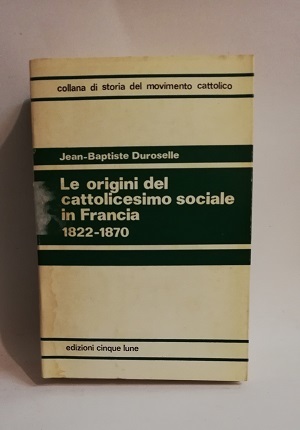 collana di storia del movimento cattolico
Jean-Baptiste Duroselle
Le origini del
cattolicesimo sociale
in Francia
1822-1870
edizioni cinque lune